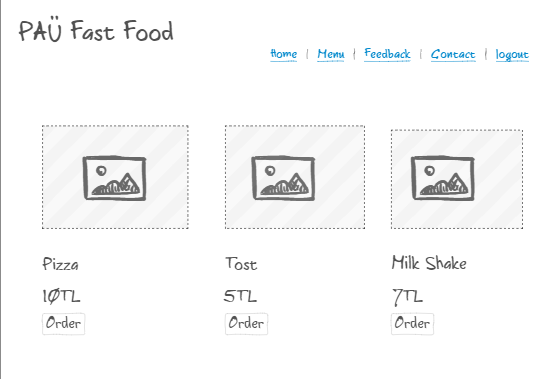 PAÜ Fast Food
Home | Menu | Feedback | Contact | logout
Pizza
Tost
Milk Shake
10TL
5TL
7TL
Order
Order
Order